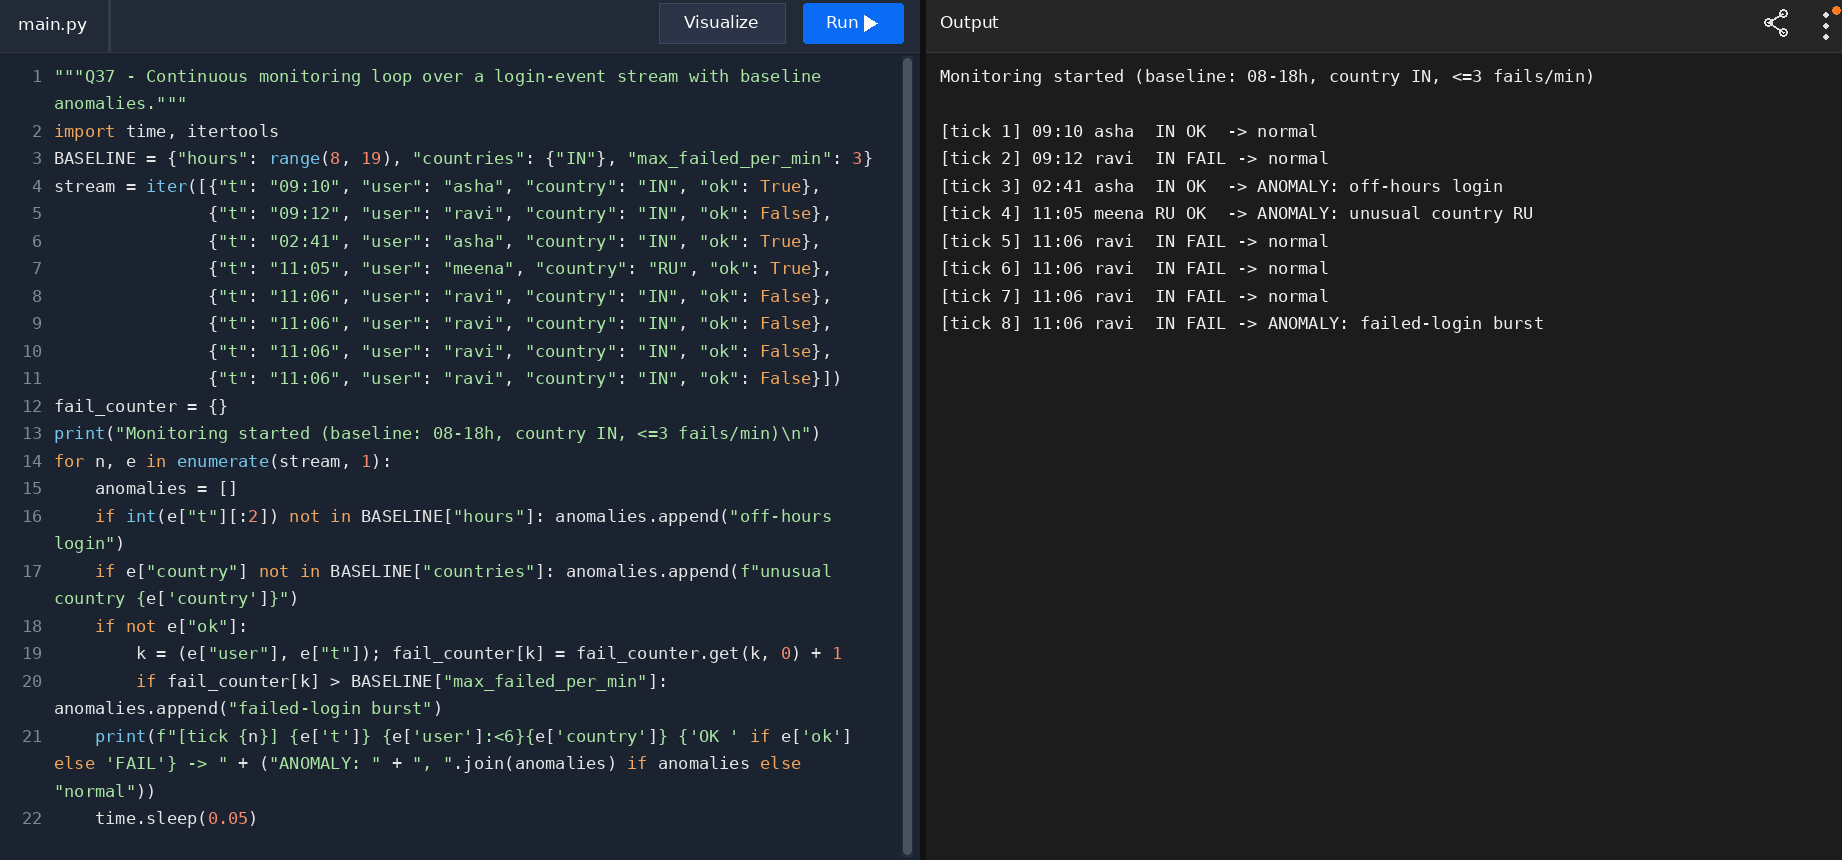 main.py
Visualize
Run
Output
1 """Q37 - Continuous monitoring loop over a login-event stream with baseline
anomalies."""
2 import time, itertools
3 BASELINE = {"hours": range(8, 19), "countries": {"IN"}, "max_failed_per_min": 3}
4 stream = iter([{"t": "09:10", "user": "asha", "country": "IN", "ok": True},
5                {"t": "09:12", "user": "ravi", "country": "IN", "ok": False},
6                {"t": "02:41", "user": "asha", "country": "IN", "ok": True},
7                {"t": "11:05", "user": "meena", "country": "RU", "ok": True},
8                {"t": "11:06", "user": "ravi", "country": "IN", "ok": False},
9                {"t": "11:06", "user": "ravi", "country": "IN", "ok": False},
10                {"t": "11:06", "user": "ravi", "country": "IN", "ok": False},
11                {"t": "11:06", "user": "ravi", "country": "IN", "ok": False}])
12 fail_counter = {}
13 print("Monitoring started (baseline: 08-18h, country IN, <=3 fails/min)\n")
14 for n, e in enumerate(stream, 1):
15     anomalies = []
16     if int(e["t"][:2]) not in BASELINE["hours"]: anomalies.append("off-hours
login")
17     if e["country"] not in BASELINE["countries"]: anomalies.append(f"unusual
country {e['country']}")
18     if not e["ok"]:
19         k = (e["user"], e["t"]); fail_counter[k] = fail_counter.get(k, 0) + 1
20         if fail_counter[k] > BASELINE["max_failed_per_min"]:
anomalies.append("failed-login burst")
21     print(f"[tick {n}] {e['t']} {e['user']:<6}{e['country']} {'OK ' if e['ok']
else 'FAIL'} -> " + ("ANOMALY: " + ", ".join(anomalies) if anomalies else
"normal"))
22     time.sleep(0.05)
Monitoring started (baseline: 08-18h, country IN, <=3 fails/min)
[tick 1] 09:10 asha  IN OK  -> normal
[tick 2] 09:12 ravi  IN FAIL -> normal
[tick 3] 02:41 asha  IN OK  -> ANOMALY: off-hours login
[tick 4] 11:05 meena RU OK  -> ANOMALY: unusual country RU
[tick 5] 11:06 ravi  IN FAIL -> normal
[tick 6] 11:06 ravi  IN FAIL -> normal
[tick 7] 11:06 ravi  IN FAIL -> normal
[tick 8] 11:06 ravi  IN FAIL -> ANOMALY: failed-login burst